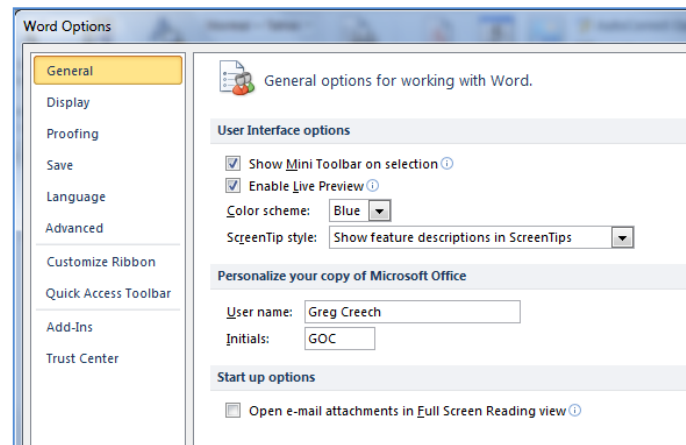 Word Options
General
Display
Proofing
Save
Language
Advanced
Customize Ribbon
Quick Access Toolbar
Add-Ins
Trust Center
General options for working with Word.
User Interface options
Show Mini Toolbar on selection
Enable Live Preview
Color scheme: Blue
ScreenTip style: Show feature descriptions in ScreenTips
Personalize your copy of Microsoft Office
User name: Greg Creech
Initials: GOC
Start up options
Open e-mail attachments in Full Screen Reading view